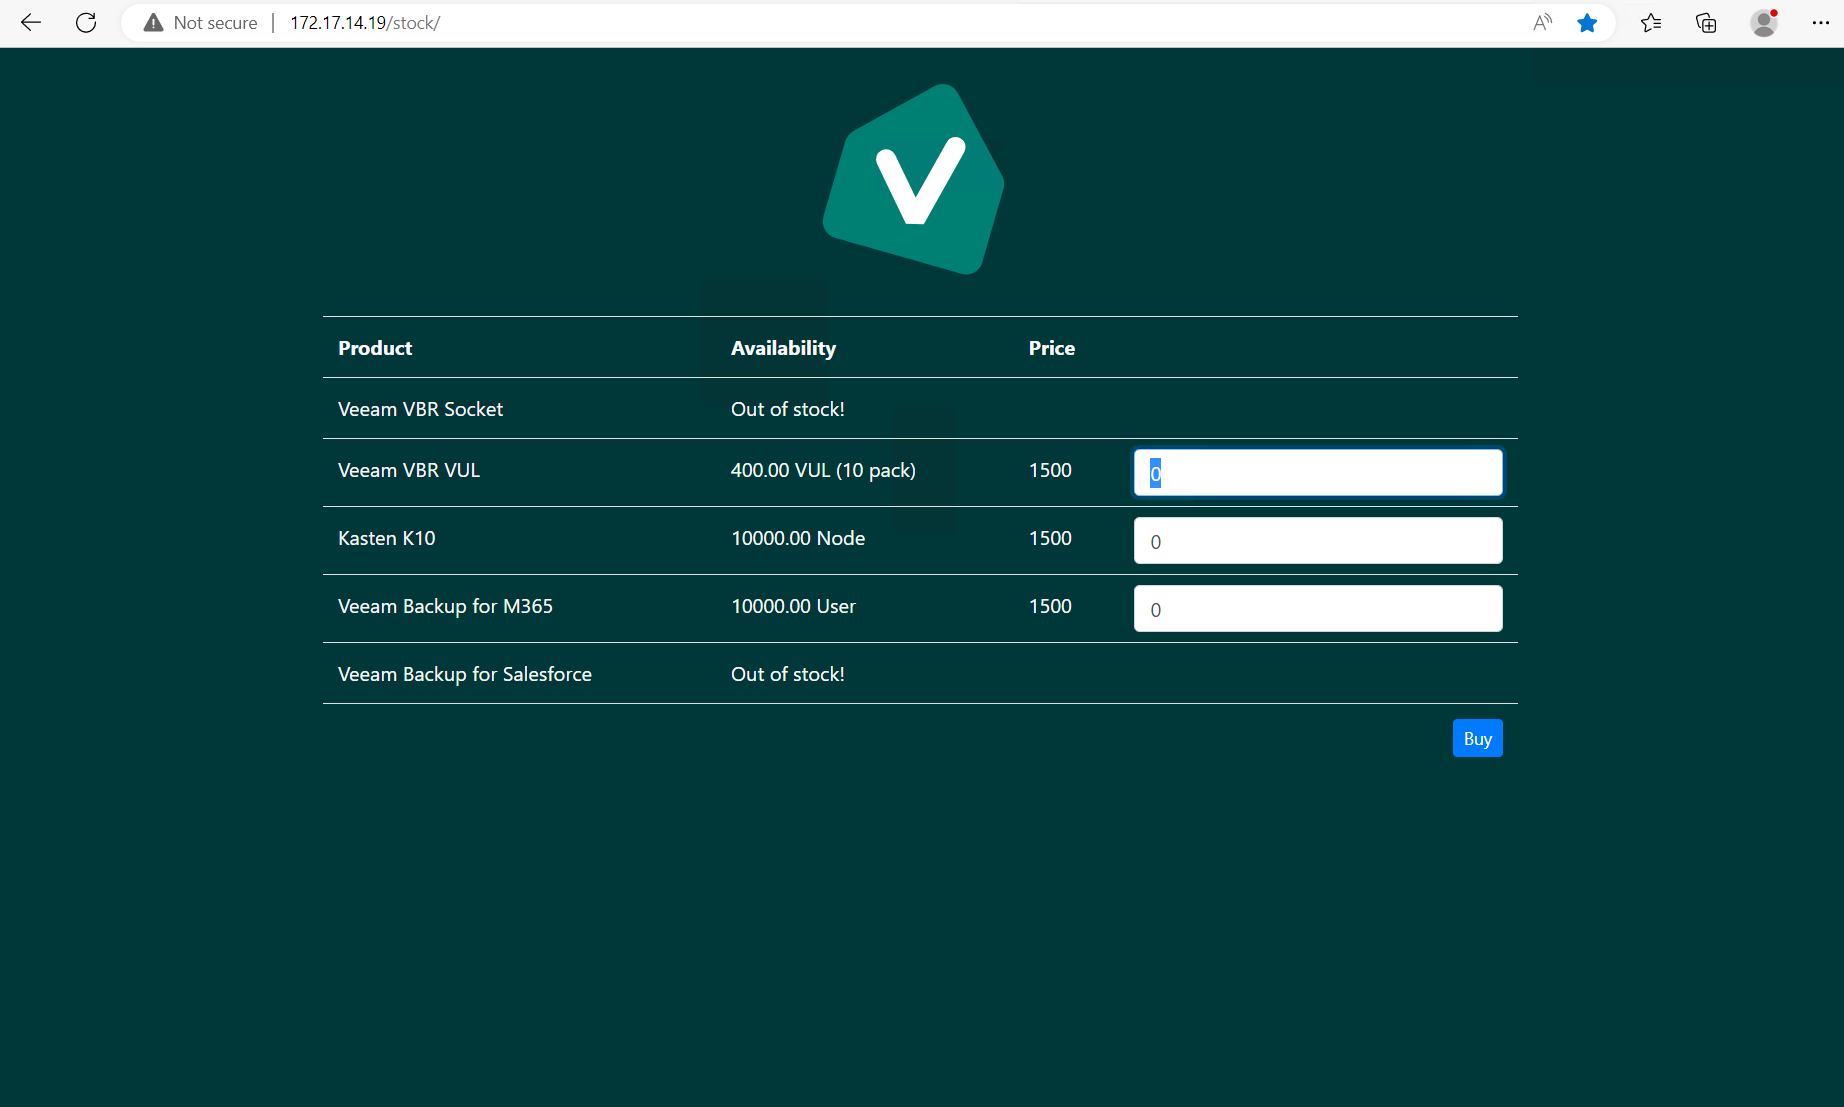 Not secure | 172.17.14.19/stock/
Product Availability Price
Veeam VBR Socket Out of stock!
Veeam VBR VUL 400.00 VUL (10 pack) 1500 0
Kasten K10 10000.00 Node 1500 0
Veeam Backup for M365 10000.00 User 1500 0
Veeam Backup for Salesforce Out of stock!
Buy